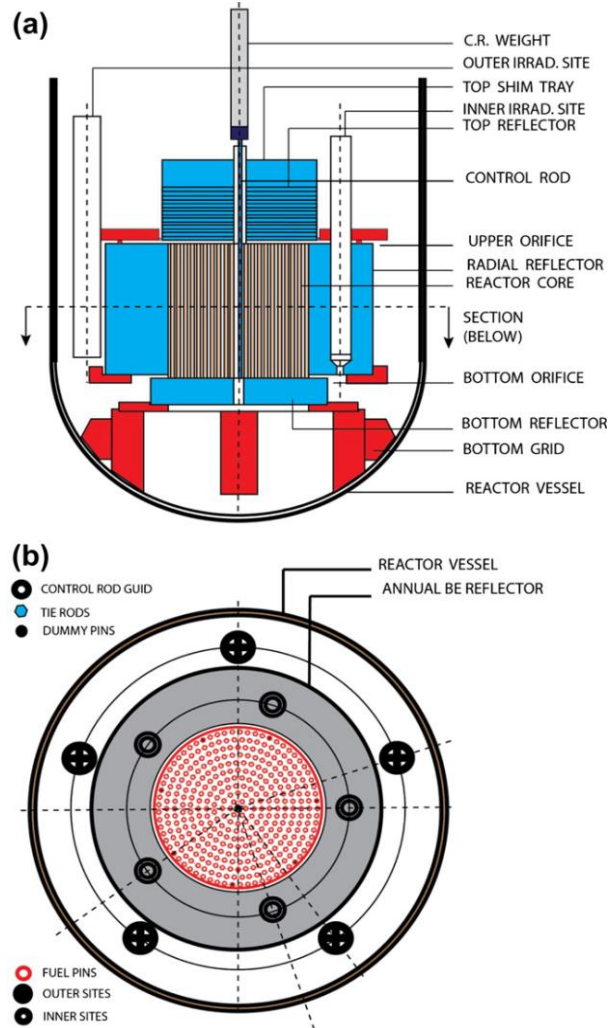 (a)
C.R. WEIGHT
OUTER IRRAD. SITE
TOP SHIM TRAY
INNER IRRAD. SITE
TOP REFLECTOR
CONTROL ROD
UPPER ORIFICE
RADIAL REFLECTOR
REACTOR CORE
SECTION
(BELOW)
BOTTOM ORIFICE
BOTTOM REFLECTOR
BOTTOM GRID
REACTOR VESSEL
(b)
CONTROL ROD GUID
TIE RODS
DUMMY PINS
REACTOR VESSEL
ANNUAL BE REFLECTOR
FUEL PINS
OUTER SITES
INNER SITES